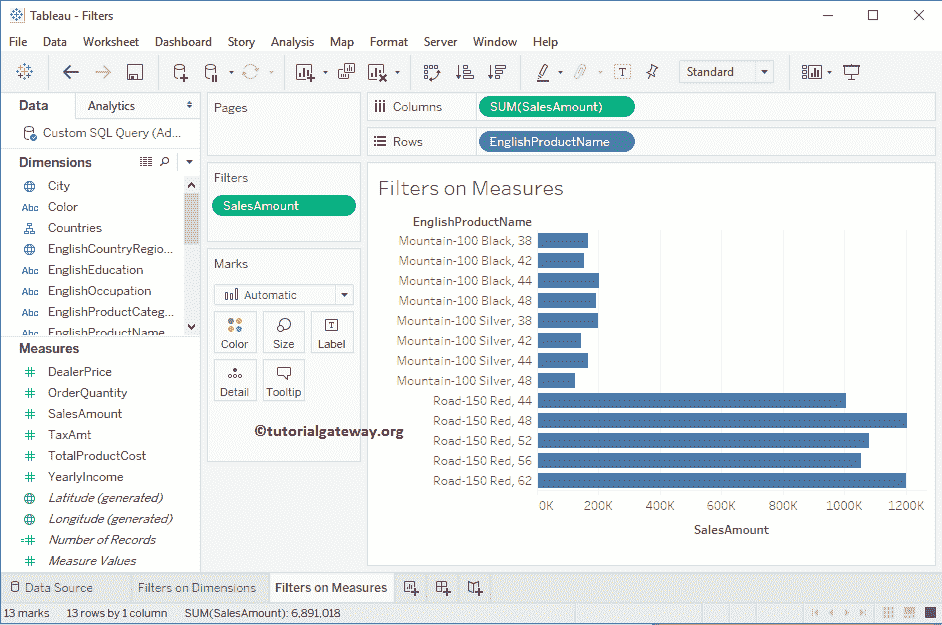 Tableau - Filters
File Data Worksheet Dashboard Story Analysis Map Format Server Window Help
Standard
Data Analytics
Custom SQL Query (Ad...
Dimensions
City
Abc Color
Countries
EnglishCountryRegio...
Abc EnglishEducation
Abc EnglishOccupation
Abc EnglishProductCateg...
Abc EnglishProductName
Measures
DealerPrice
OrderQuantity
SalesAmount
TaxAmt
TotalProductCost
YearlyIncome
Latitude (generated)
Longitude (generated)
Number of Records
Measure Values
Pages
Filters
SalesAmount
Marks
Automatic
Color Size Label
Detail Tooltip
©tutorialgateway.org
Columns SUM(SalesAmount)
Rows EnglishProductName
Filters on Measures
EnglishProductName
Mountain-100 Black, 38
Mountain-100 Black, 42
Mountain-100 Black, 44
Mountain-100 Black, 48
Mountain-100 Silver, 38
Mountain-100 Silver, 42
Mountain-100 Silver, 44
Mountain-100 Silver, 48
Road-150 Red, 44
Road-150 Red, 48
Road-150 Red, 52
Road-150 Red, 56
Road-150 Red, 62
0K 200K 400K 600K 800K 1000K 1200K
SalesAmount
Data Source Filters on Dimensions Filters on Measures
13 marks 13 rows by 1 column SUM(SalesAmount): 6,891,018